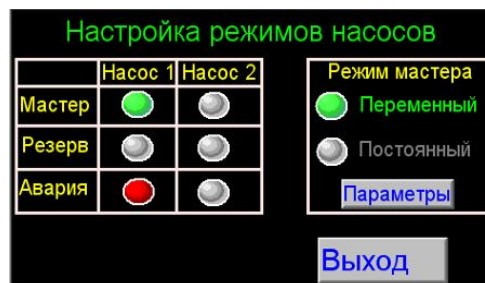 Настройка режимов насосов
Насос 1 Насос 2
Мастер
Резерв
Авария
Режим мастера
Переменный
Постоянный
Параметры
Выход